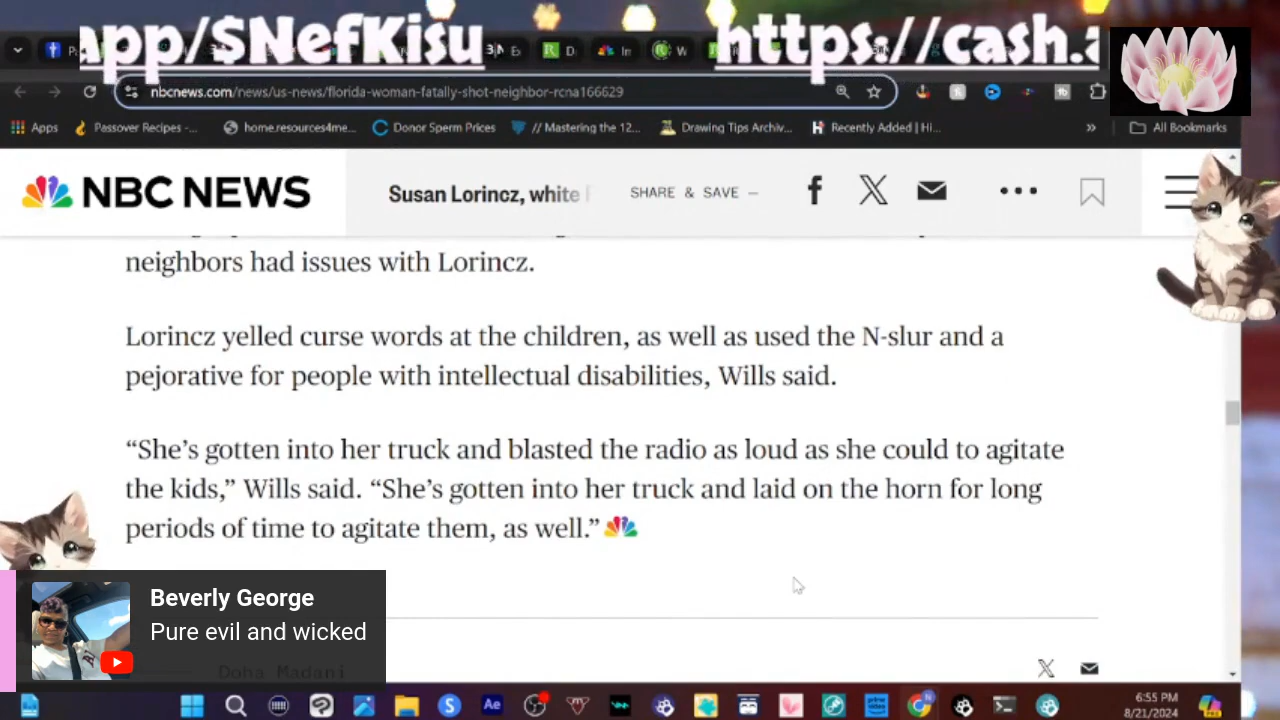 app/$NefKisu
https://cash.a
nbcnews.com/news/us-news/florida-woman-fatally-shot-neighbor-rcna166629
Apps
Passover Recipes -...
home.resources4me...
Donor Sperm Prices
// Mastering the 12...
Drawing Tips Archiv...
Recently Added | Hi...
»
All Bookmarks
NBC NEWS
Susan Lorincz, white
SHARE & SAVE –
neighbors had issues with Lorincz.
Lorincz yelled curse words at the children, as well as used the N-slur and a
pejorative for people with intellectual disabilities, Wills said.
“She’s gotten into her truck and blasted the radio as loud as she could to agitate
the kids,” Wills said. “She’s gotten into her truck and laid on the horn for long
periods of time to agitate them, as well.”
Beverly George
Pure evil and wicked
Doha Madani
6:55 PM
8/21/2024